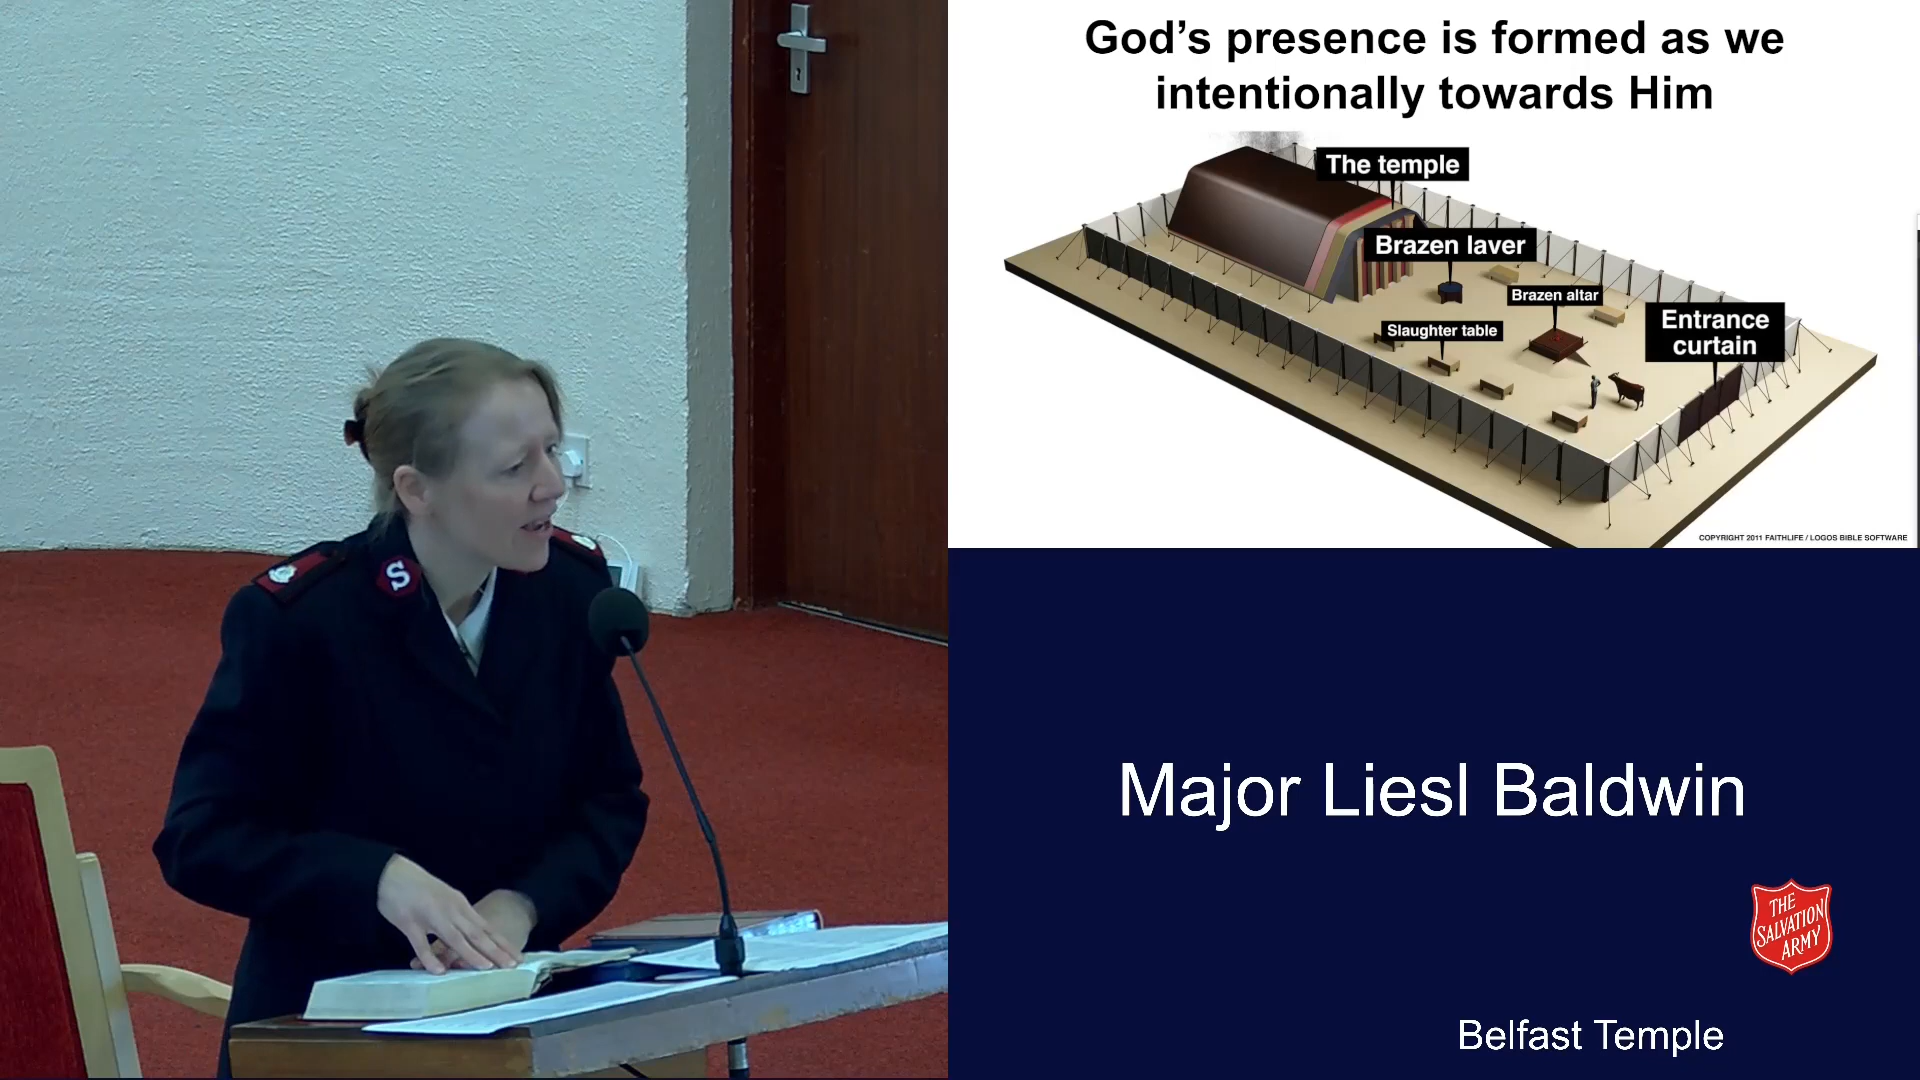 God's presence is formed as we
intentionally towards Him
The temple
Brazen laver
Brazen altar
Slaughter table
Entrance
curtain
COPYRIGHT 2011 FAITHLIFE / LOGOS BIBLE SOFTWARE
S
Major Liesl Baldwin
THE
SALVATION
ARMY
Belfast Temple